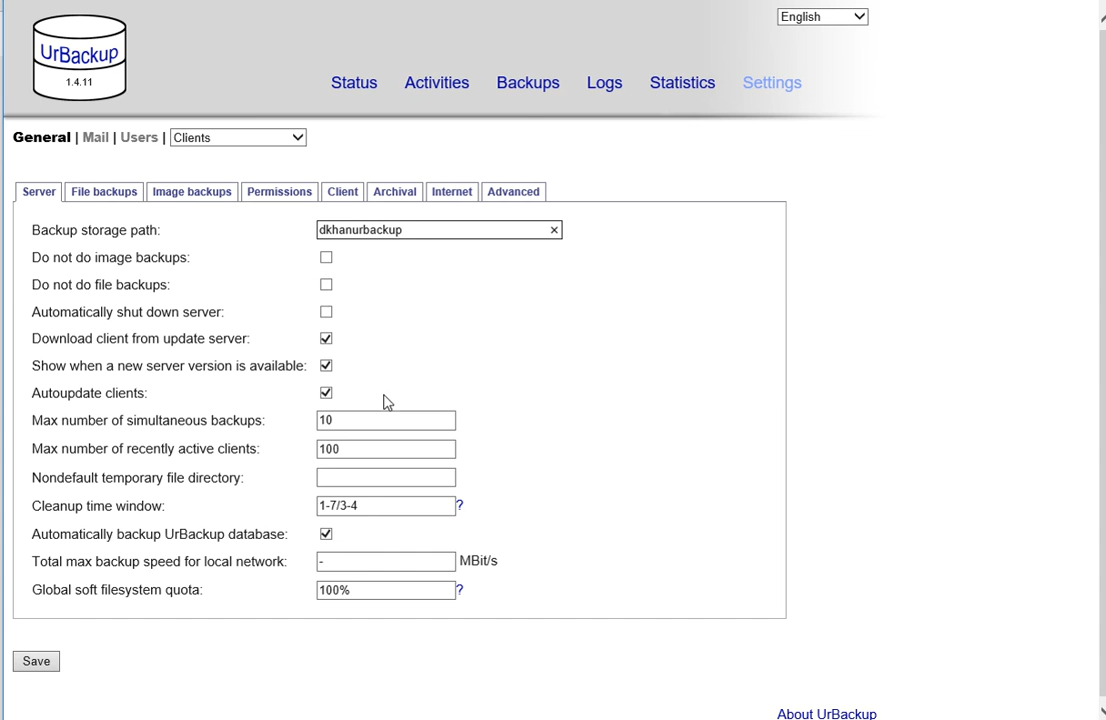 English
UrBackup
1.4.11
Status Activities Backups Logs Statistics Settings
General | Mail | Users | Clients
Server File backups Image backups Permissions Client Archival Internet Advanced
Backup storage path: dkhanurbackup ×
Do not do image backups:
Do not do file backups:
Automatically shut down server:
Download client from update server:
Show when a new server version is available:
Autoupdate clients:
Max number of simultaneous backups: 10
Max number of recently active clients: 100
Nondefault temporary file directory:
Cleanup time window: 1-7/3-4 ?
Automatically backup UrBackup database:
Total max backup speed for local network: - MBit/s
Global soft filesystem quota: 100% ?
Save
About UrBackup